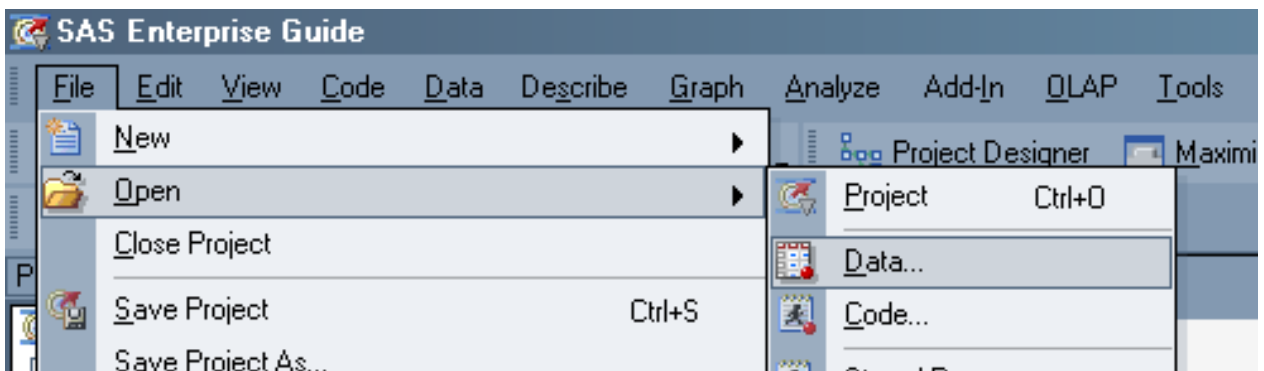 SAS Enterprise Guide
File Edit View Code Data Describe Graph Analyze Add-In OLAP Tools
New
Project Designer
Open
Project Ctrl+O
Close Project
Data...
Save Project Ctrl+S
Code...
Save Project As...